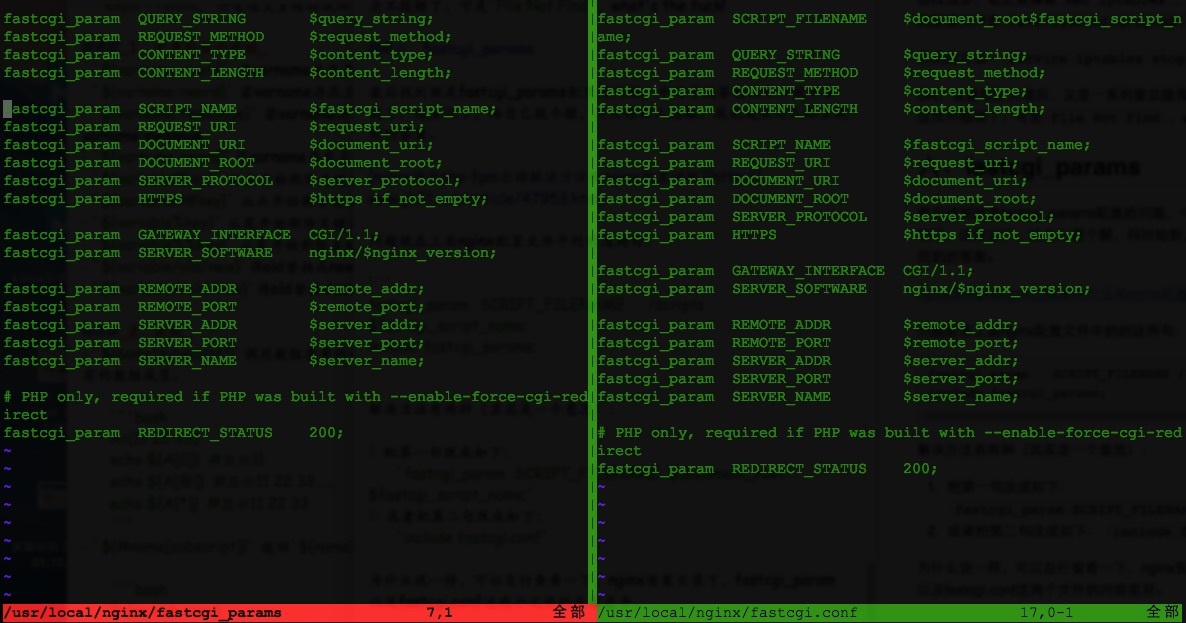 fastcgi_param  QUERY_STRING       $query_string;
fastcgi_param  REQUEST_METHOD     $request_method;
fastcgi_param  CONTENT_TYPE       $content_type;
fastcgi_param  CONTENT_LENGTH     $content_length;
fastcgi_param  SCRIPT_NAME        $fastcgi_script_name;
fastcgi_param  REQUEST_URI        $request_uri;
fastcgi_param  DOCUMENT_URI       $document_uri;
fastcgi_param  DOCUMENT_ROOT      $document_root;
fastcgi_param  SERVER_PROTOCOL    $server_protocol;
fastcgi_param  HTTPS              $https if_not_empty;
fastcgi_param  GATEWAY_INTERFACE  CGI/1.1;
fastcgi_param  SERVER_SOFTWARE    nginx/$nginx_version;
fastcgi_param  REMOTE_ADDR        $remote_addr;
fastcgi_param  REMOTE_PORT        $remote_port;
fastcgi_param  SERVER_ADDR        $server_addr;
fastcgi_param  SERVER_PORT        $server_port;
fastcgi_param  SERVER_NAME        $server_name;
# PHP only, required if PHP was built with --enable-force-cgi-red
irect
fastcgi_param  REDIRECT_STATUS    200;
~
~
~
~
~
~
~
~
~
/usr/local/nginx/fastcgi_params 7,1 全部
fastcgi_param  SCRIPT_FILENAME    $document_root$fastcgi_script_n
ame;
fastcgi_param  QUERY_STRING       $query_string;
fastcgi_param  REQUEST_METHOD     $request_method;
fastcgi_param  CONTENT_TYPE       $content_type;
fastcgi_param  CONTENT_LENGTH     $content_length;
fastcgi_param  SCRIPT_NAME        $fastcgi_script_name;
fastcgi_param  REQUEST_URI        $request_uri;
fastcgi_param  DOCUMENT_URI       $document_uri;
fastcgi_param  DOCUMENT_ROOT      $document_root;
fastcgi_param  SERVER_PROTOCOL    $server_protocol;
fastcgi_param  HTTPS              $https if_not_empty;
fastcgi_param  GATEWAY_INTERFACE  CGI/1.1;
fastcgi_param  SERVER_SOFTWARE    nginx/$nginx_version;
fastcgi_param  REMOTE_ADDR        $remote_addr;
fastcgi_param  REMOTE_PORT        $remote_port;
fastcgi_param  SERVER_ADDR        $server_addr;
fastcgi_param  SERVER_PORT        $server_port;
fastcgi_param  SERVER_NAME        $server_name;
# PHP only, required if PHP was built with --enable-force-cgi-red
irect
fastcgi_param  REDIRECT_STATUS    200;
~
~
~
~
~
~
~
/usr/local/nginx/fastcgi.conf 17,0-1 全部